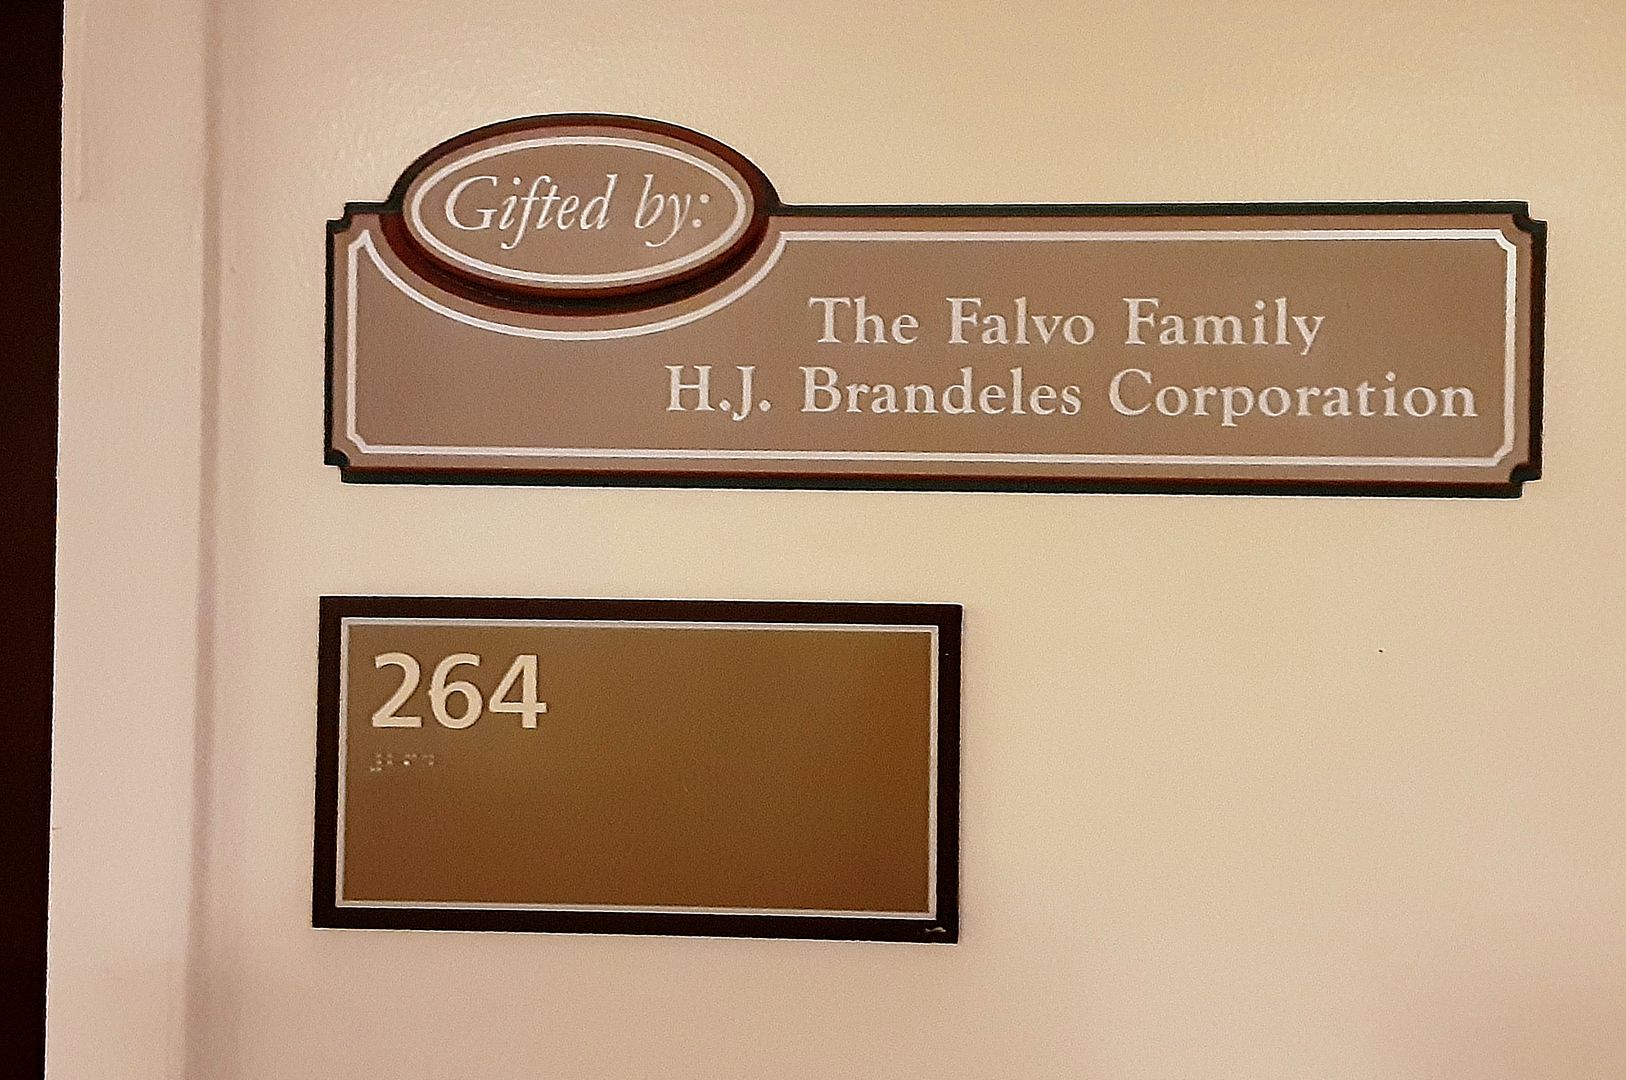 Gifted by:
The Falvo Family
H.J. Brandeles Corporation
264